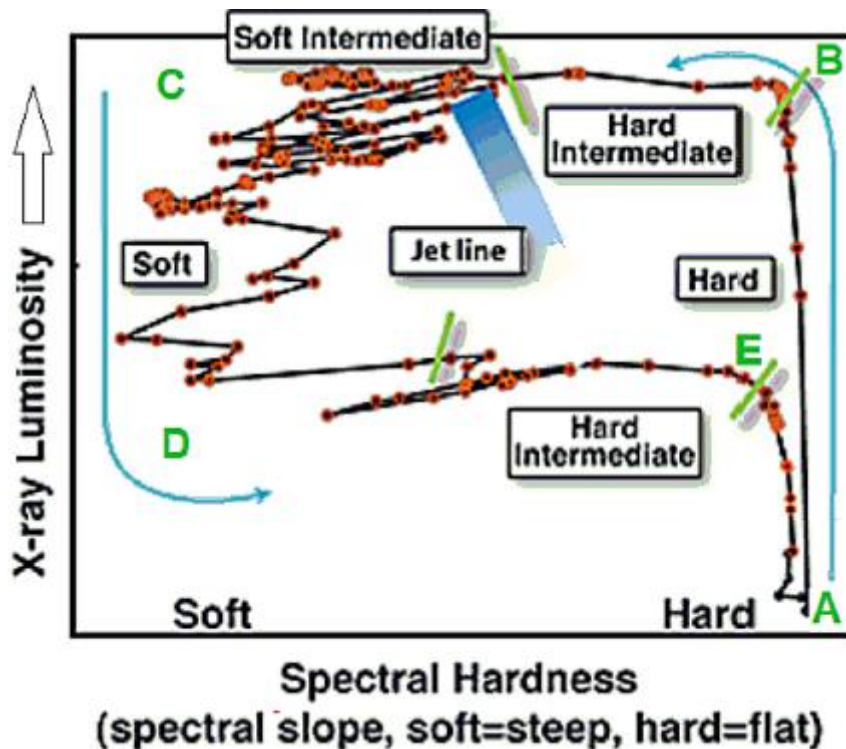 Soft Intermediate
C
B
Hard
Intermediate
Jet line
Soft
Hard
E
D
Hard
Intermediate
A
Soft
Hard
X-ray Luminosity
Spectral Hardness
(spectral slope, soft=steep, hard=flat)